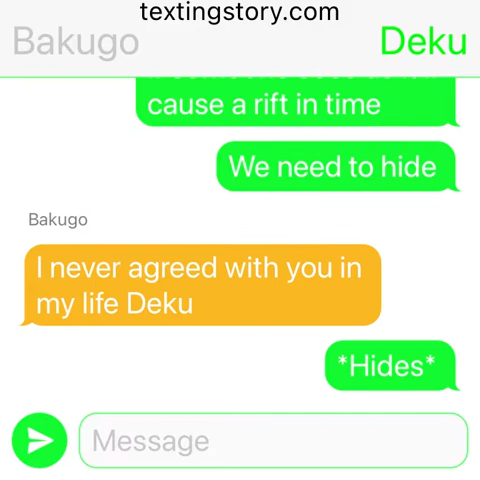 textingstory.com
Bakugo
Deku
cause a rift in time
We need to hide
Bakugo
I never agreed with you in
my life Deku
*Hides*
Message